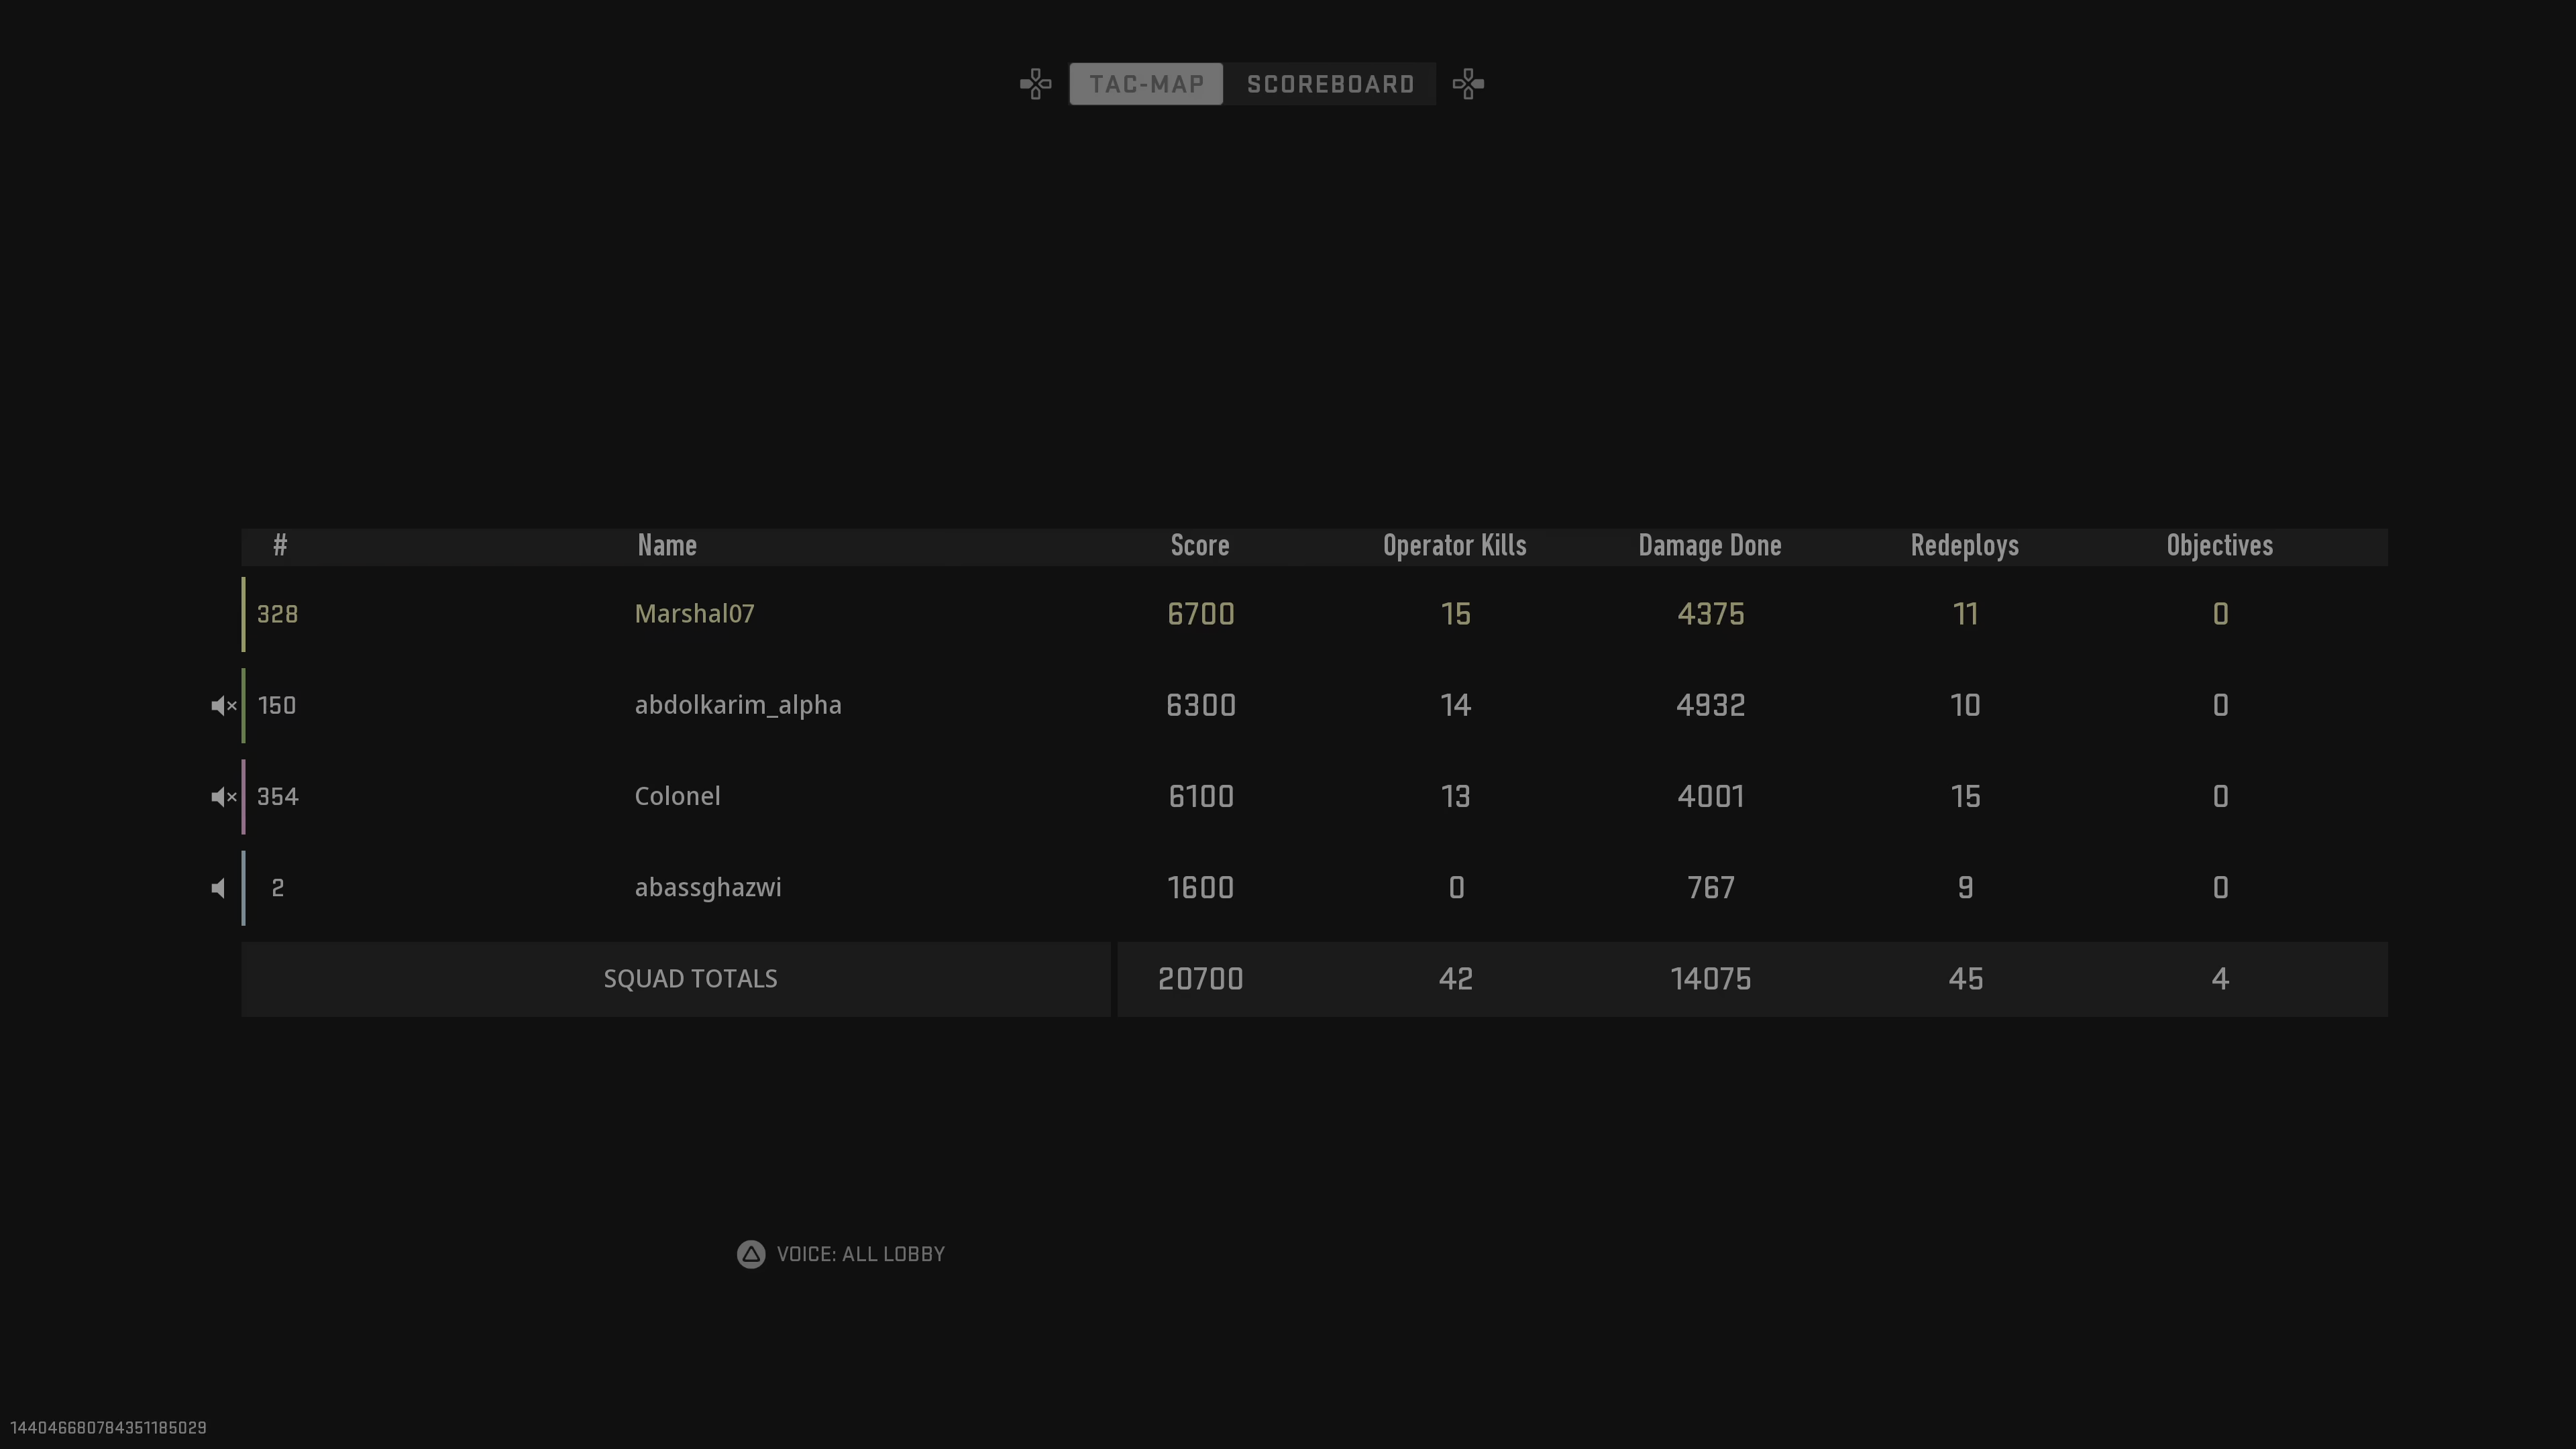 TAC-MAP SCOREBOARD
# Name Score Operator Kills Damage Done Redeploys Objectives
328 Marshal07 6700 15 4375 11 0
150 abdolkarim_alpha 6300 14 4932 10 0
354 Colonel 6100 13 4001 15 0
2 abassghazwi 1600 0 767 9 0
SQUAD TOTALS 20700 42 14075 45 4
VOICE: ALL LOBBY
144046680784351185029